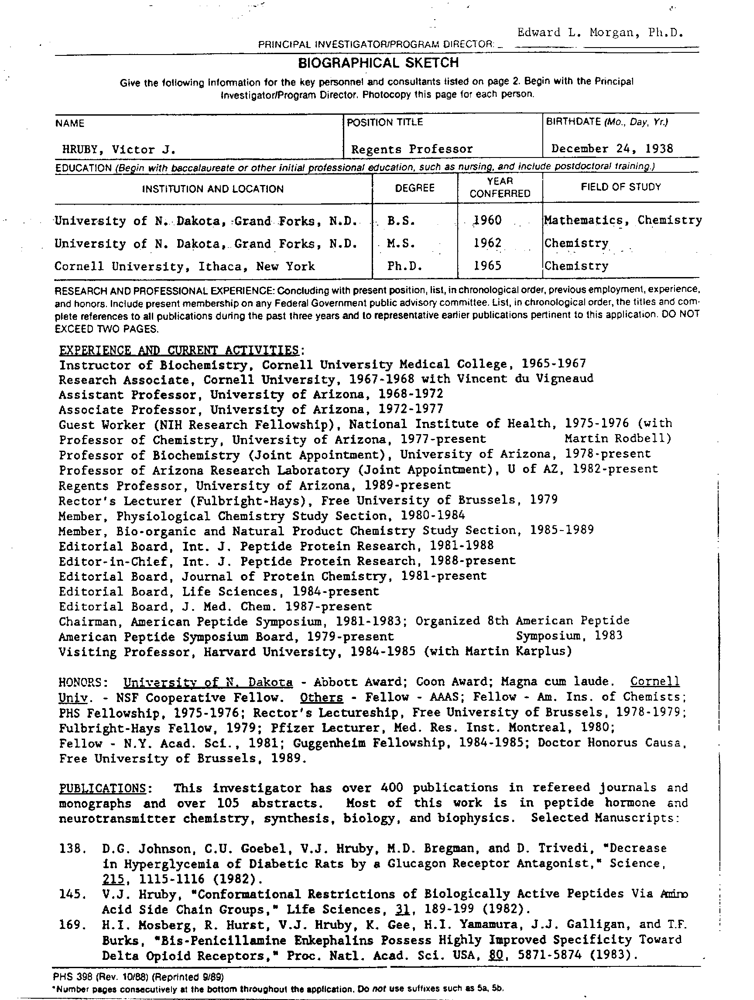 Edward L. Morgan, Ph.D.
PRINCIPAL INVESTIGATOR/PROGRAM DIRECTOR:
BIOGRAPHICAL SKETCH
Give the following information for the key personnel and consultants listed on page 2. Begin with the Principal
Investigator/Program Director. Photocopy this page for each person.
NAME POSITION TITLE BIRTHDATE (Mo., Day, Yr.)
HRUBY, Victor J. Regents Professor December 24, 1938
EDUCATION (Begin with baccalaureate or other initial professional education, such as nursing, and include postdoctoral training.)
INSTITUTION AND LOCATION DEGREE YEAR CONFERRED FIELD OF STUDY
University of N. Dakota, Grand Forks, N.D. B.S. 1960 Mathematics, Chemistry
University of N. Dakota, Grand Forks, N.D. M.S. 1962 Chemistry
Cornell University, Ithaca, New York Ph.D. 1965 Chemistry
RESEARCH AND PROFESSIONAL EXPERIENCE: Concluding with present position, list, in chronological order, previous employment, experience,
and honors. Include present membership on any Federal Government public advisory committee. List, in chronological order, the titles and com-
plete references to all publications during the past three years and to representative earlier publications pertinent to this application. DO NOT
EXCEED TWO PAGES.
EXPERIENCE AND CURRENT ACTIVITIES:
Instructor of Biochemistry, Cornell University Medical College, 1965-1967
Research Associate, Cornell University, 1967-1968 with Vincent du Vigneaud
Assistant Professor, University of Arizona, 1968-1972
Associate Professor, University of Arizona, 1972-1977
Guest Worker (NIH Research Fellowship), National Institute of Health, 1975-1976 (with
Professor of Chemistry, University of Arizona, 1977-present Martin Rodbell)
Professor of Biochemistry (Joint Appointment), University of Arizona, 1978-present
Professor of Arizona Research Laboratory (Joint Appointment), U of AZ, 1982-present
Regents Professor, University of Arizona, 1989-present
Rector's Lecturer (Fulbright-Hays), Free University of Brussels, 1979
Member, Physiological Chemistry Study Section, 1980-1984
Member, Bio-organic and Natural Product Chemistry Study Section, 1985-1989
Editorial Board, Int. J. Peptide Protein Research, 1981-1988
Editor-in-Chief, Int. J. Peptide Protein Research, 1988-present
Editorial Board, Journal of Protein Chemistry, 1981-present
Editorial Board, Life Sciences, 1984-present
Editorial Board, J. Med. Chem. 1987-present
Chairman, American Peptide Symposium, 1981-1983; Organized 8th American Peptide
American Peptide Symposium Board, 1979-present Symposium, 1983
Visiting Professor, Harvard University, 1984-1985 (with Martin Karplus)
HONORS: University of N. Dakota - Abbott Award; Coon Award; Magna cum laude. Cornell
Univ. - NSF Cooperative Fellow. Others - Fellow - AAAS; Fellow - Am. Ins. of Chemists;
PHS Fellowship, 1975-1976; Rector's Lectureship, Free University of Brussels, 1978-1979;
Fulbright-Hays Fellow, 1979; Pfizer Lecturer, Med. Res. Inst. Montreal, 1980;
Fellow - N.Y. Acad. Sci., 1981; Guggenheim Fellowship, 1984-1985; Doctor Honorus Causa,
Free University of Brussels, 1989.
PUBLICATIONS: This investigator has over 400 publications in refereed journals and
monographs and over 105 abstracts. Most of this work is in peptide hormone and
neurotransmitter chemistry, synthesis, biology, and biophysics. Selected Manuscripts:
138. D.G. Johnson, C.U. Goebel, V.J. Hruby, M.D. Bregman, and D. Trivedi, "Decrease
in Hyperglycemia of Diabetic Rats by a Glucagon Receptor Antagonist," Science,
215, 1115-1116 (1982).
145. V.J. Hruby, "Conformational Restrictions of Biologically Active Peptides Via Amino
Acid Side Chain Groups," Life Sciences, 31, 189-199 (1982).
169. H.I. Mosberg, R. Hurst, V.J. Hruby, K. Gee, H.I. Yamamura, J.J. Galligan, and T.F.
Burks, "Bis-Penicillamine Enkephalins Possess Highly Improved Specificity Toward
Delta Opioid Receptors," Proc. Natl. Acad. Sci. USA, 80, 5871-5874 (1983).
PHS 398 (Rev. 10/88) (Reprinted 9/89)
*Number pages consecutively at the bottom throughout the application. Do not use suffixes such as 5a, 5b.